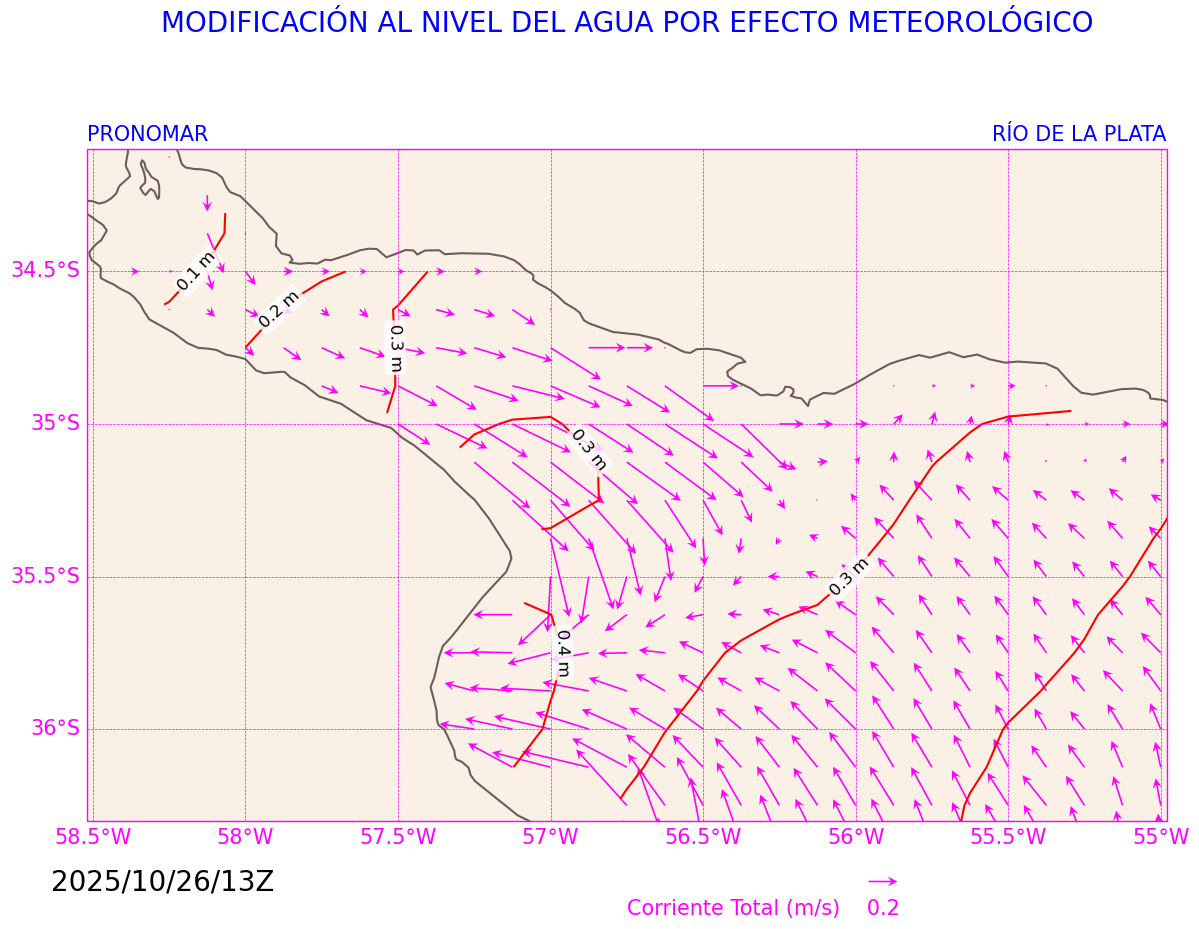 MODIFICACIÓN AL NIVEL DEL AGUA POR EFECTO METEOROLÓGICO
PRONOMAR
RÍO DE LA PLATA
0.1 m
34.5°S
0.2 m
0.3 m
35°S
0.3 m
35.5°S
0.3 m
0.4 m
36°S
58.5°W
58°W
57.5°W
57°W
56.5°W
56°W
55.5°W
55°W
2025/10/26/13Z
Corriente Total (m/s)
0.2